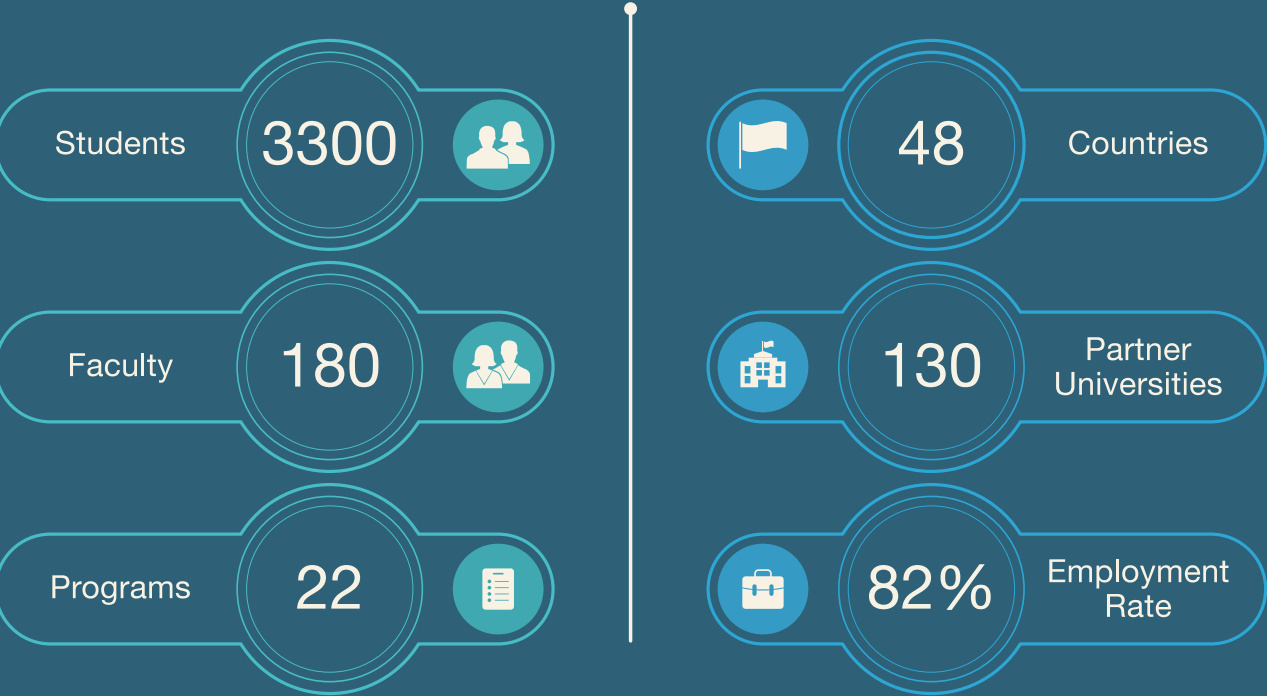 Students
3300
Faculty
180
Programs
22
48
Countries
130
Partner
Universities
82%
Employment
Rate